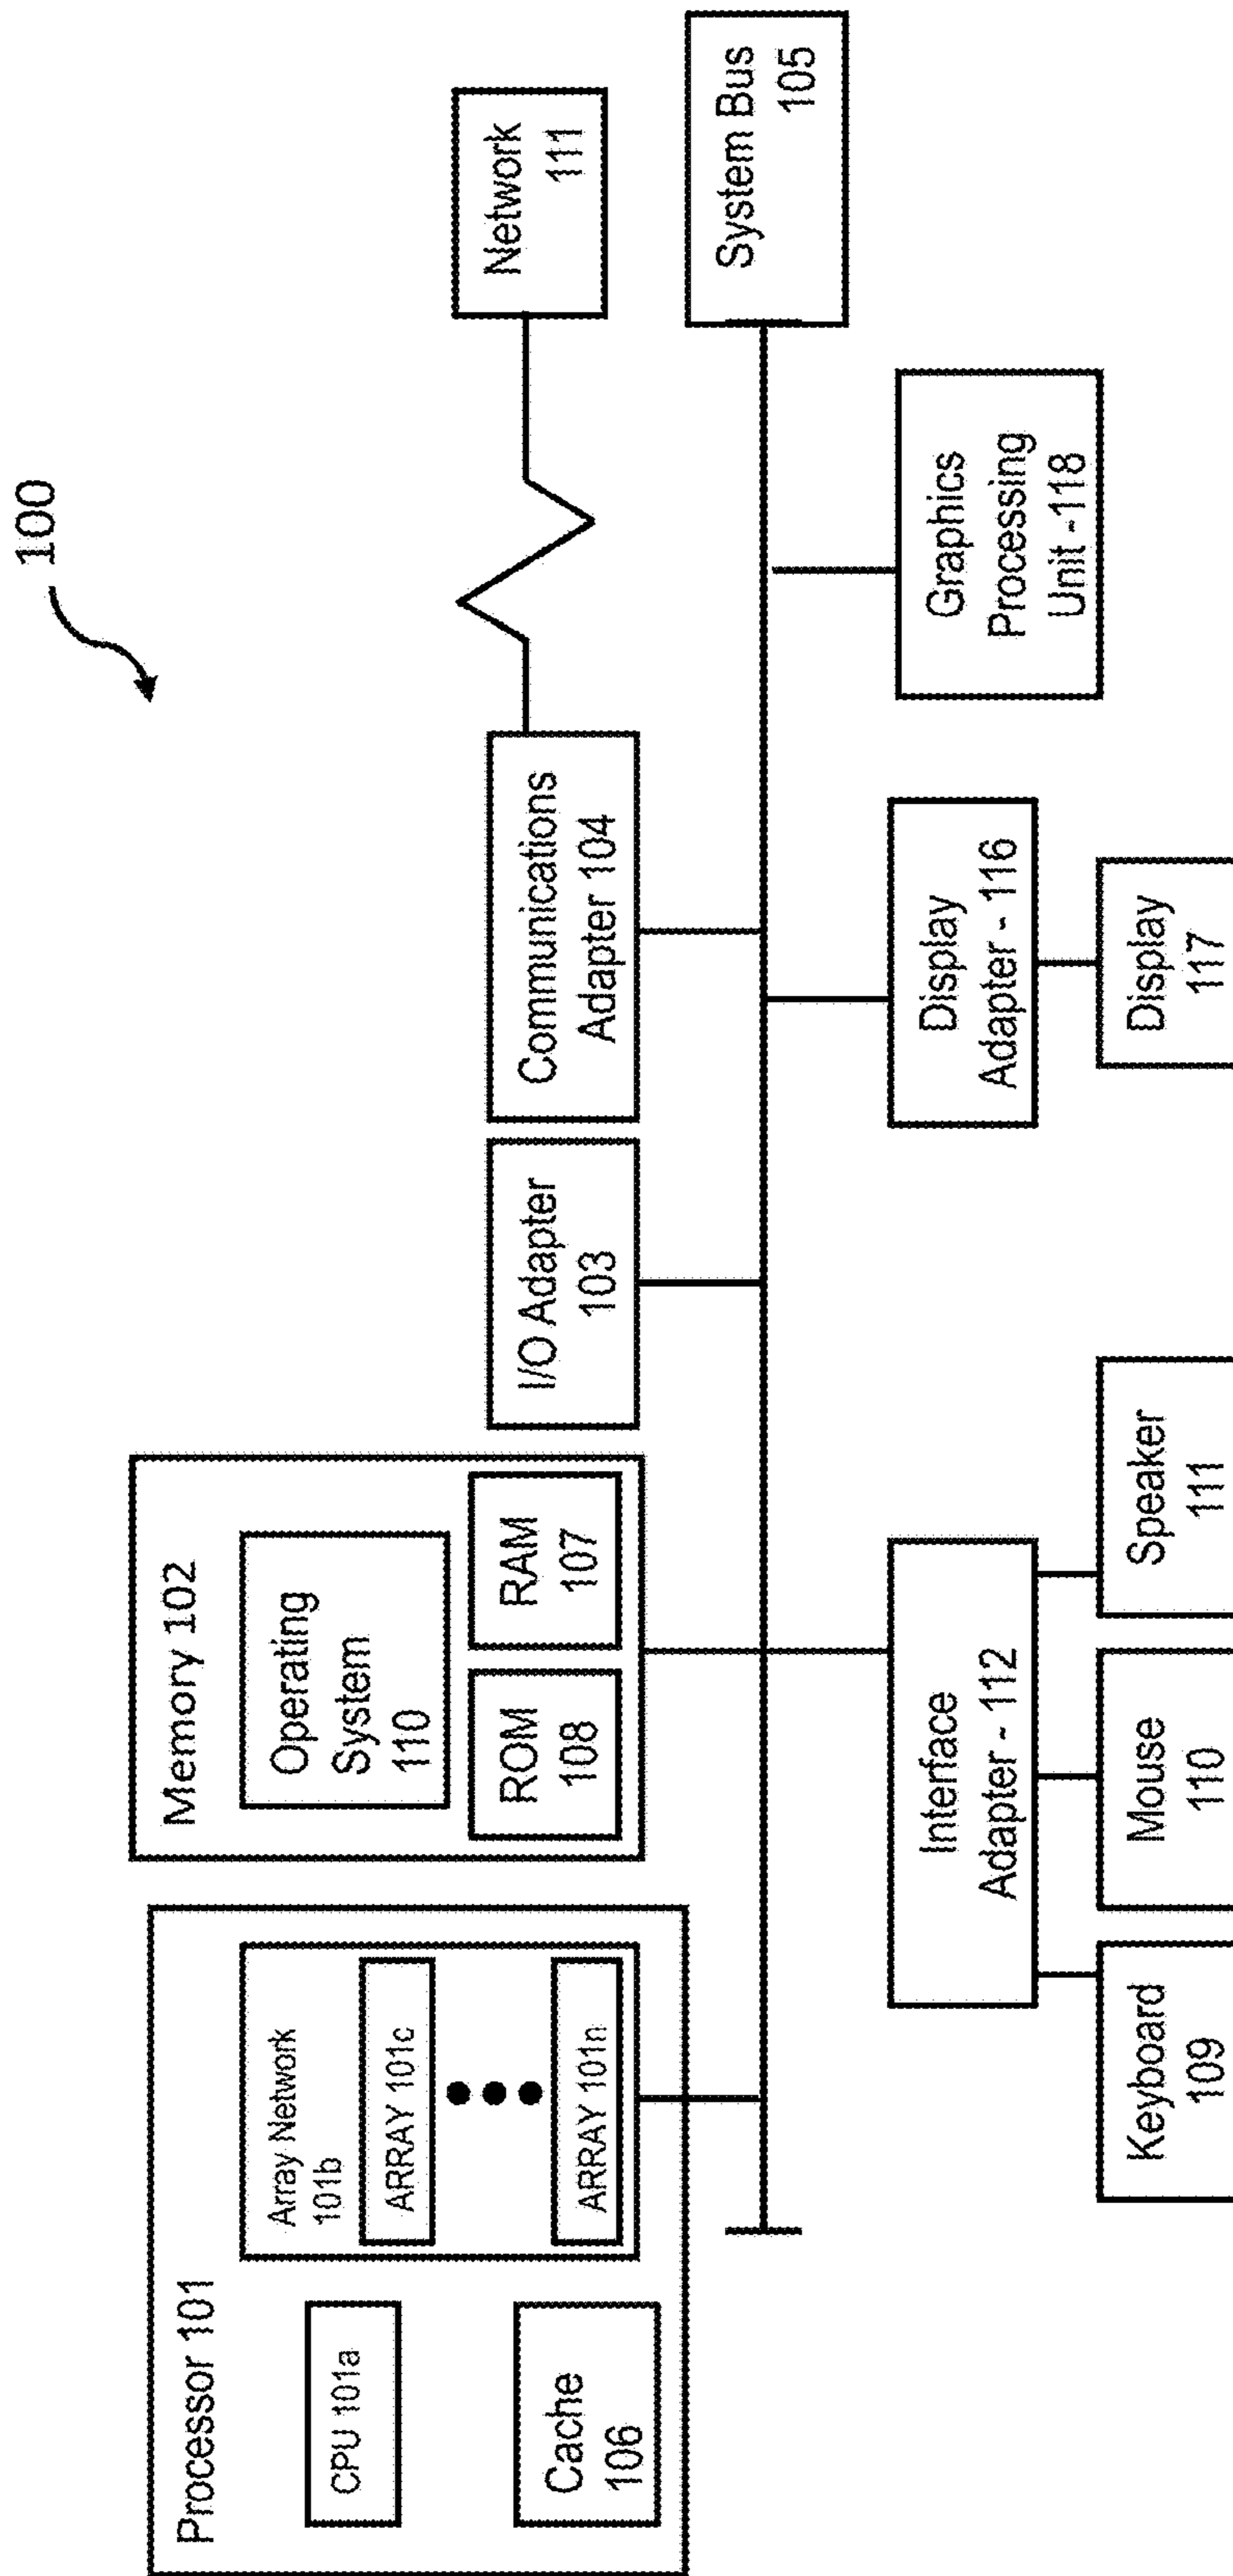 100
Processor 101
CPU 101a
Cache
106
Array Network
101b
ARRAY 101c
ARRAY 101n
Memory 102
Operating
System
110
ROM
108
RAM
107
I/O Adapter
103
Communications
Adapter 104
Network
111
System Bus
105
Interface
Adapter - 112
Keyboard
109
Mouse
110
Speaker
111
Display
Adapter - 116
Display
117
Graphics
Processing
Unit -118